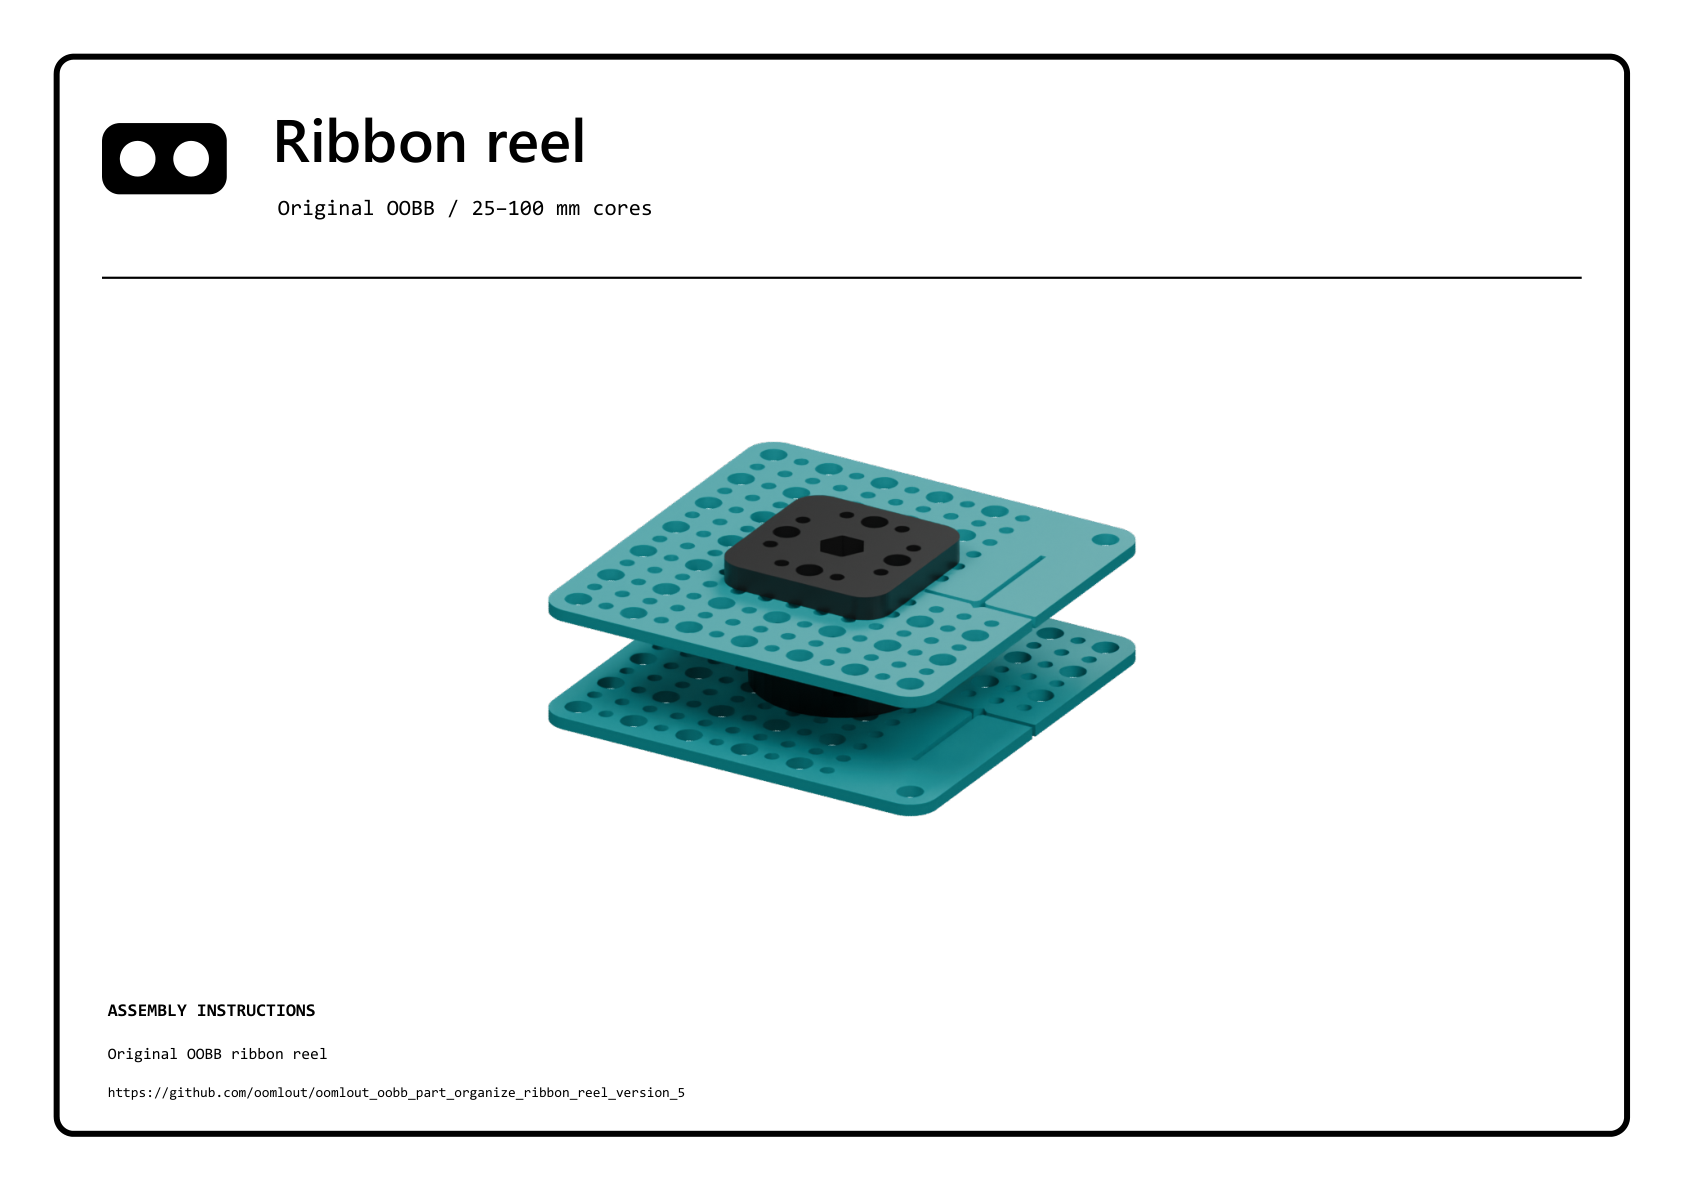 Ribbon reel
Original OOBB / 25–100 mm cores
ASSEMBLY INSTRUCTIONS
Original OOBB ribbon reel
https://github.com/oomlout/oomlout_oobb_part_organize_ribbon_reel_version_5